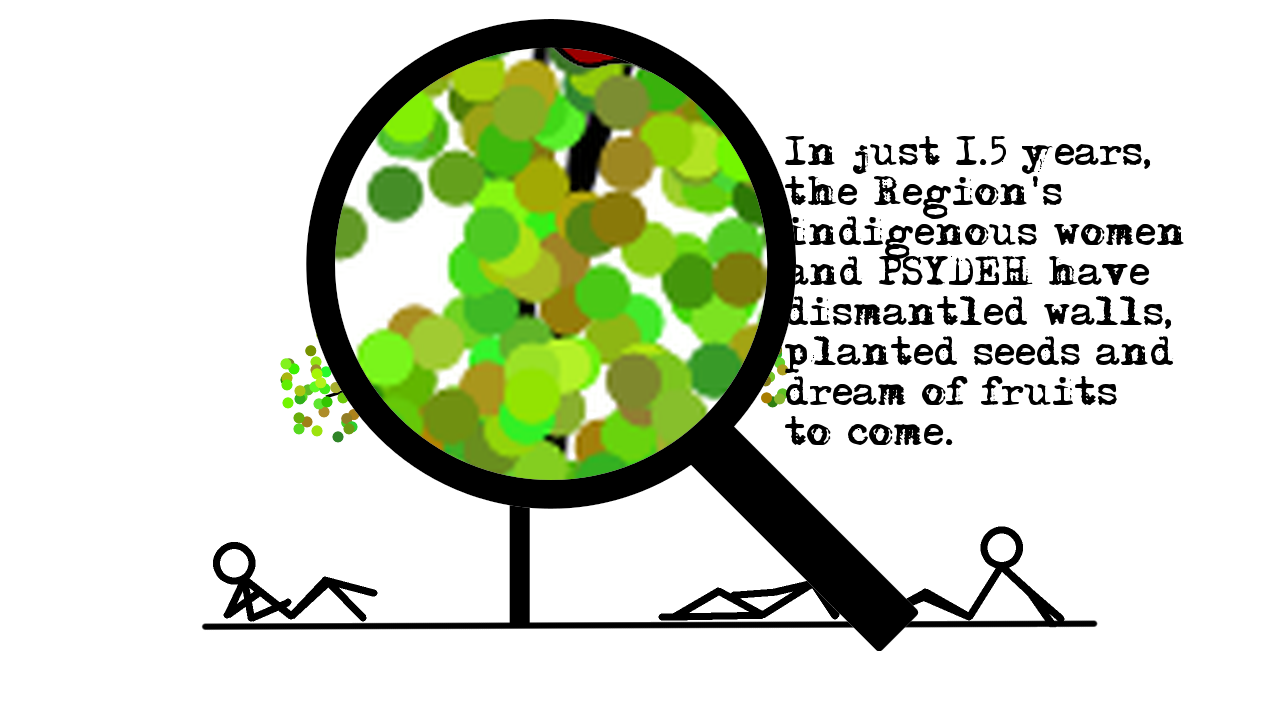 In just 1.5 years,
the Region's
indigenous women
and PSYDEH have
dismantled walls,
planted seeds and
dream of fruits
to come.